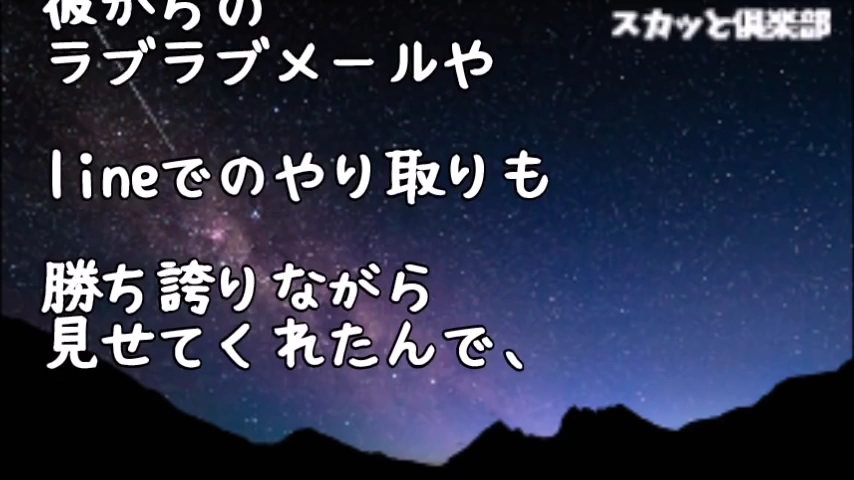 スカッと倶楽部
彼からの
ラブラブメールや
lineでのやり取りも
勝ち誇りながら
見せてくれたんで、